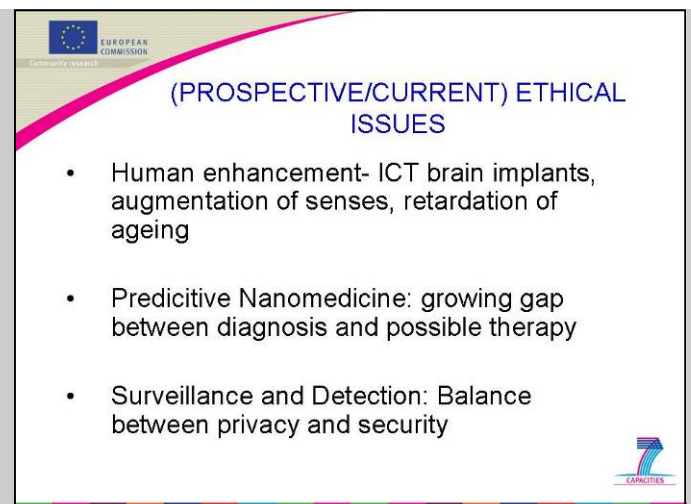 EUROPEAN
COMMISSION
Community research
(PROSPECTIVE/CURRENT) ETHICAL
ISSUES
• Human enhancement- ICT brain implants,
augmentation of senses, retardation of
ageing
• Predicitive Nanomedicine: growing gap
between diagnosis and possible therapy
• Surveillance and Detection: Balance
between privacy and security
7
CAPACITIES